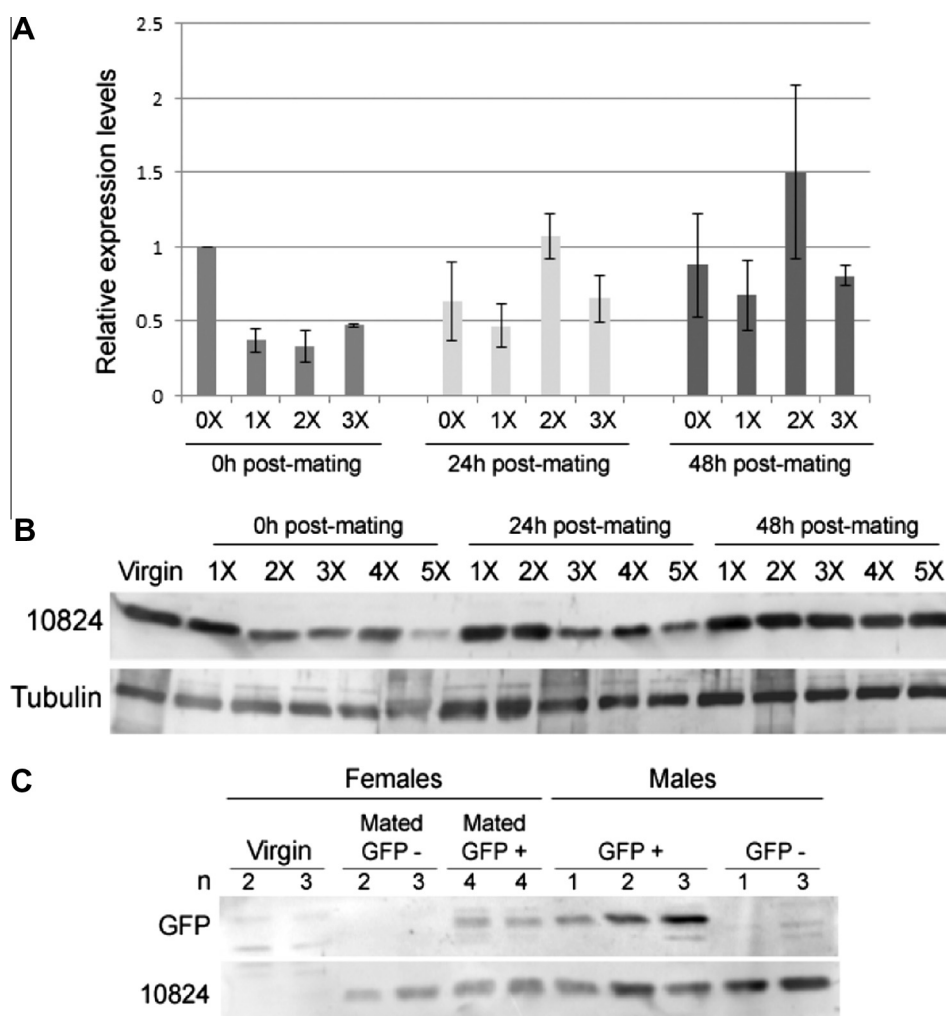 A
Relative expression levels
2.5
2
1.5
1
0.5
0
0X 1X 2X 3X 0X 1X 2X 3X 0X 1X 2X 3X
0h post-mating 24h post-mating 48h post-mating
B
0h post-mating 24h post-mating 48h post-mating
Virgin 1X 2X 3X 4X 5X 1X 2X 3X 4X 5X 1X 2X 3X 4X 5X
10824
Tubulin
C
Females Males
Mated Mated
Virgin GFP - GFP + GFP + GFP -
n 2 3 2 3 4 4 1 2 3 1 3
GFP
10824